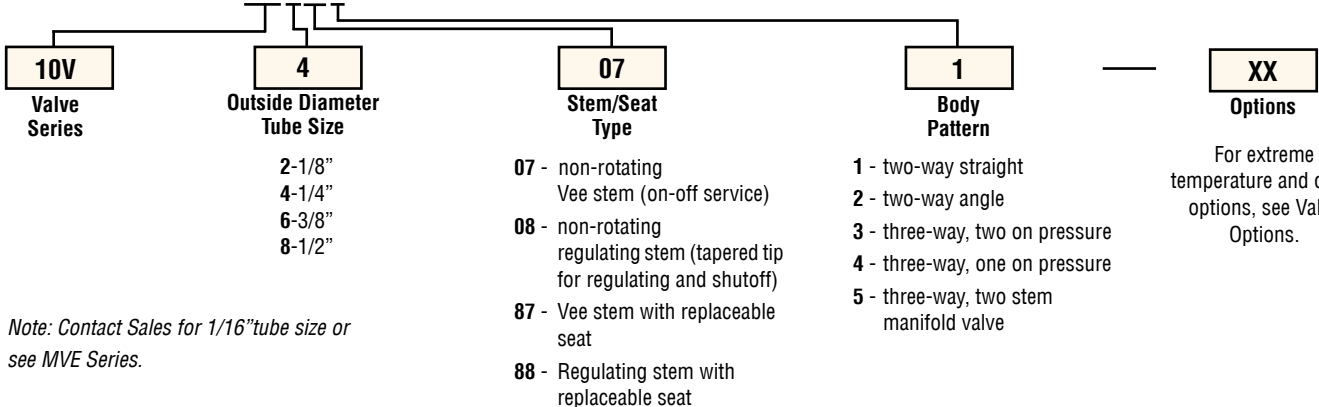 10V
Valve
Series
4
Outside Diameter
Tube Size
2-1/8”
4-1/4”
6-3/8”
8-1/2”
07
Stem/Seat
Type
07 - non-rotating
Vee stem (on-off service)
08 - non-rotating
regulating stem (tapered tip
for regulating and shutoff)
87 - Vee stem with replaceable
seat
88 - Regulating stem with
replaceable seat
1
Body
Pattern
1 - two-way straight
2 - two-way angle
3 - three-way, two on pressure
4 - three-way, one on pressure
5 - three-way, two stem
manifold valve
XX
Options
For extreme
temperature and
options, see
Options.
Note: Contact Sales for 1/16”tube size or
see MVE Series.